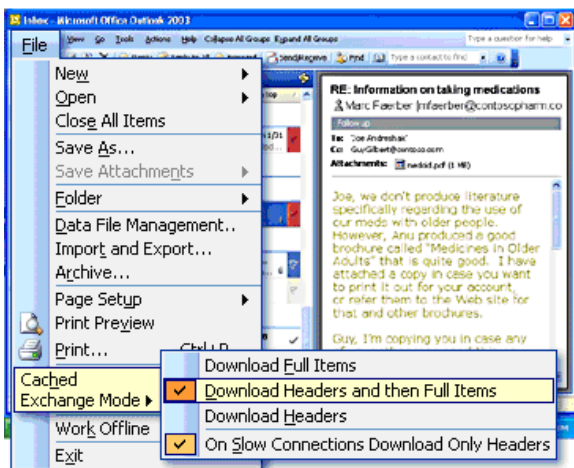 Inbox - Microsoft Office Outlook 2003
File View Go Tools Actions Help Collapse All Groups Expand All Groups Type a question for help
Send/Receive Find Type a contact to find
New
Open
Close All Items
Save As...
Save Attachments
Folder
Data File Management..
Import and Export...
Archive...
Page Setup
Print Preview
Print... Ctrl+P
Cached
Exchange Mode
Work Offline
Exit
RE: Information on taking medications
Marc Faerber [mfaerber@contosopharm.co
Follow up
To: 'Joe Andreshak'
Cc: GuyGilbert@contoso.com
Attachments: (1 MB)
Joe, we don't produce literature
specifically regarding the use of
our meds with older people.
However, Anu produced a good
brochure called "Medicines in Older
Adults" that is quite good. I have
attached a copy in case you want
to print it out for your account,
or refer them to the Web site for
that and other brochures.
Guy, I'm copying you in case any
Download Full Items
Download Headers and then Full Items
Download Headers
On Slow Connections Download Only Headers